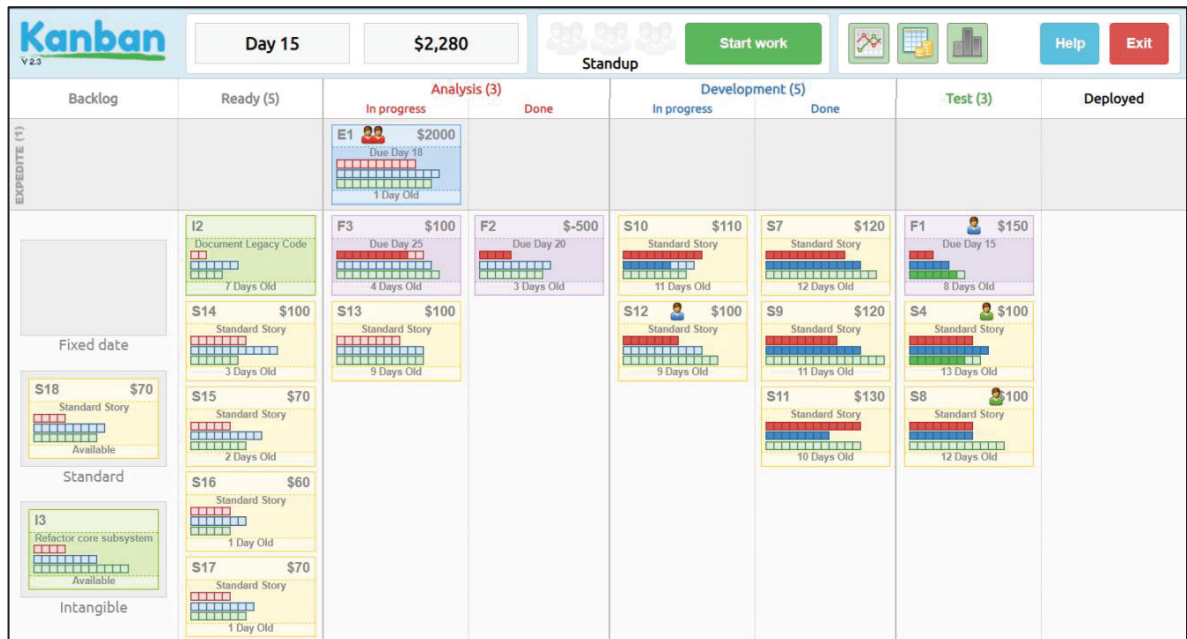 Kanban
V 2.3
Day 15
$2,280
Standup
Start work
Help
Exit
Backlog
Ready (5)
Analysis (3)
In progress
Done
Development (5)
In progress
Done
Test (3)
Deployed
EXPEDITE (1)
E1 $2000
Due Day 18
1 Day Old
Fixed date
S18 $70
Standard Story
Available
Standard
I3
Refactor core subsystem
Available
Intangible
I2
Document Legacy Code
7 Days Old
S14 $100
Standard Story
3 Days Old
S15 $70
Standard Story
2 Days Old
S16 $60
Standard Story
1 Day Old
S17 $70
Standard Story
1 Day Old
F3 $100
Due Day 25
4 Days Old
S13 $100
Standard Story
9 Days Old
F2 $-500
Due Day 20
3 Days Old
S10 $110
Standard Story
11 Days Old
S12 $100
Standard Story
9 Days Old
S7 $120
Standard Story
12 Days Old
S9 $120
Standard Story
11 Days Old
S11 $130
Standard Story
10 Days Old
F1 $150
Due Day 15
8 Days Old
S4 $100
Standard Story
13 Days Old
S8 $100
Standard Story
12 Days Old